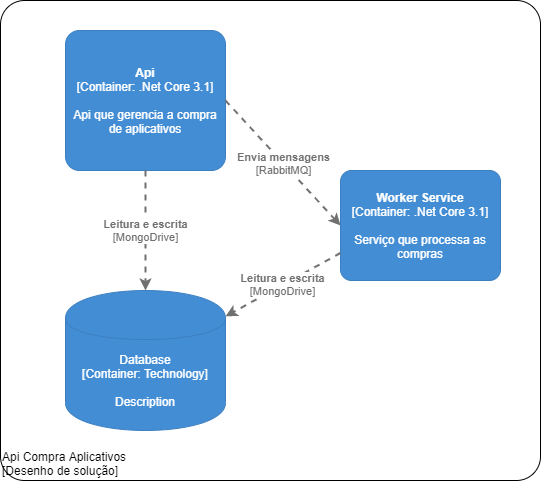 Api
[Container: .Net Core 3.1]
Api que gerencia a compra
de aplicativos
Envia mensagens
[RabbitMQ]
Worker Service
[Container: .Net Core 3.1]
Serviço que processa as
compras
Leitura e escrita
[MongoDrive]
Leitura e escrita
[MongoDrive]
Database
[Container: Technology]
Description
Api Compra Aplicativos
[Desenho de solução]